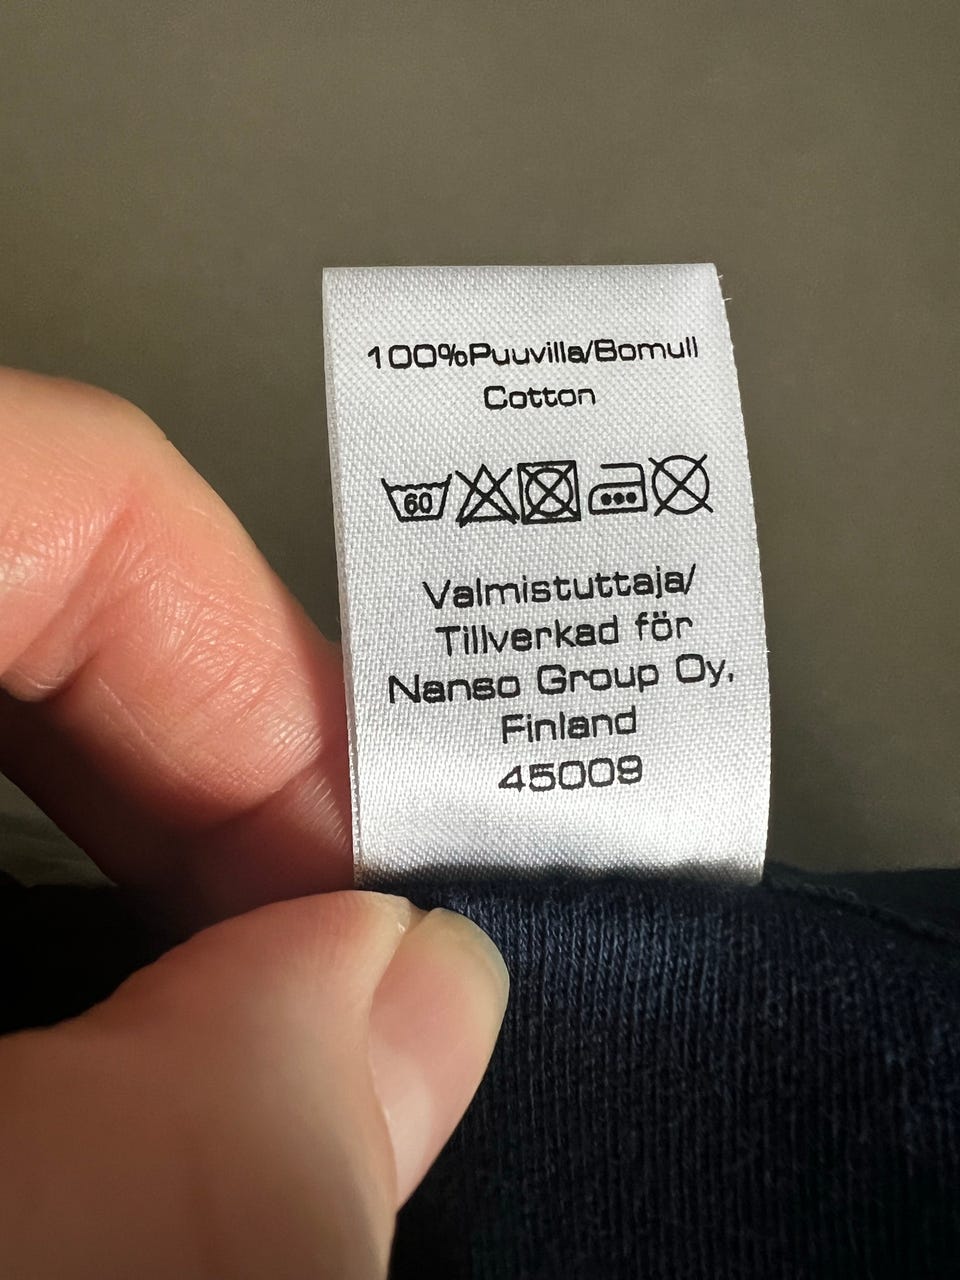 100%Puuvilla/Bomull
Cotton
60
Valmistuttaja/
Tillverkad för
Nanso Group Oy,
Finland
45009